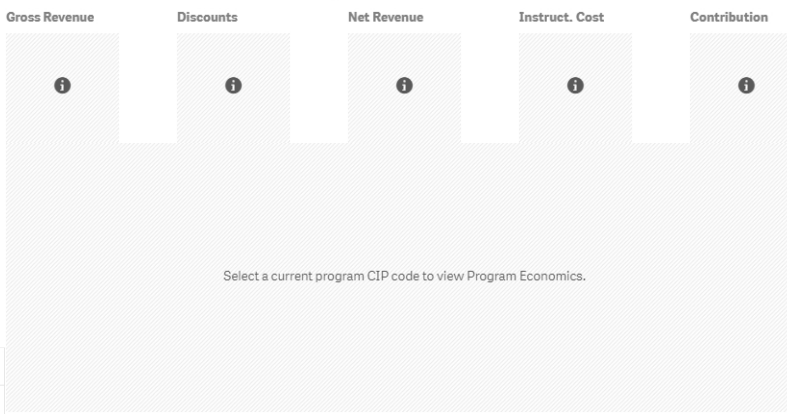 Gross Revenue Discounts Net Revenue Instruct. Cost Contribution
Select a current program CIP code to view Program Economics.